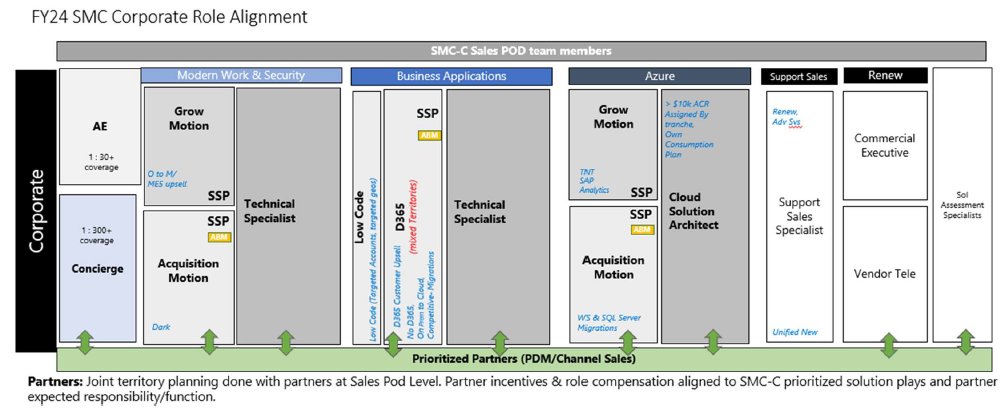 FY24 SMC Corporate Role Alignment
SMC-C Sales POD team members
Corporate
AE
1 : 30+
coverage
1 : 300+
coverage
Concierge
Modern Work & Security
Grow
Motion
O to M/
ME5 upsell
SSP
SSP
ABM
Acquisition
Motion
Dark
Technical
Specialist
Business Applications
Low Code
Low Code (Targeted Accounts, targeted geos)
SSP
ABM
D365
(mixed Territories)
D365 Customer Upsell
No D365,
On Prem to Cloud,
Competitive- Migrations
Technical
Specialist
Azure
Grow
Motion
TNT
SAP
Analytics
SSP
SSP
ABM
Acquisition
Motion
WS & SQL Server
Migrations
> $10k ACR
Assigned By
tranche,
Own
Consumption
Plan
Cloud
Solution
Architect
Support Sales
Renew,
Adv Svs
Support
Sales
Specialist
Unified New
Renew
Commercial
Executive
Vendor Tele
Sol
Assessment
Specialists
Prioritized Partners (PDM/Channel Sales)
Partners: Joint territory planning done with partners at Sales Pod Level. Partner incentives & role compensation aligned to SMC-C prioritized solution plays and partner
expected responsibility/function.